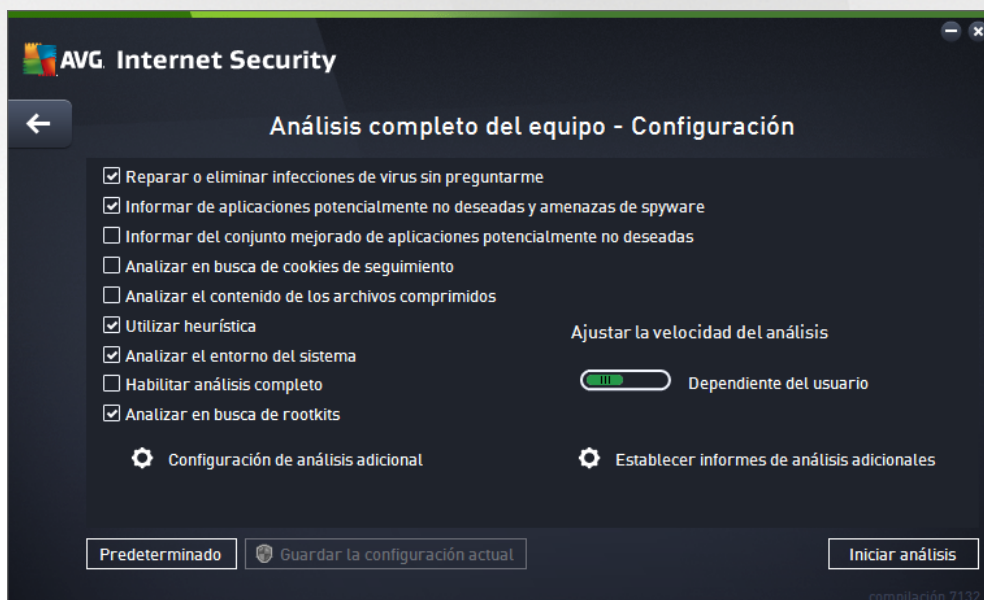 AVG. Internet Security
Análisis completo del equipo - Configuración
Reparar o eliminar infecciones de virus sin preguntarme
Informar de aplicaciones potencialmente no deseadas y amenazas de spyware
Informar del conjunto mejorado de aplicaciones potencialmente no deseadas
Analizar en busca de cookies de seguimiento
Analizar el contenido de los archivos comprimidos
Utilizar heurística
Analizar el entorno del sistema
Habilitar análisis completo
Analizar en busca de rootkits
Ajustar la velocidad del análisis
Dependiente del usuario
Configuración de análisis adicional
Establecer informes de análisis adicionales
Predeterminado
Guardar la configuración actual
Iniciar análisis
compilación 7132